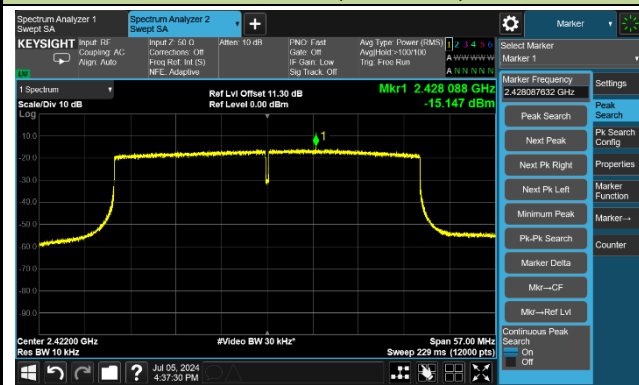 Spectrum Analyzer 1
Swept SA
Spectrum Analyzer 2
Swept SA
+
Marker
KEYSIGHT
Input: RF
Coupling: AC
Align: Auto
Input Z: 50 Ω
Corrections: Off
Freq Ref: Int (S)
NFE: Adaptive
Atten: 10 dB
PNO: Fast
Gate: Off
IF Gain: Low
Sig Track: Off
Avg Type: Power (RMS)
Avg|Hold:>100/100
Trig: Free Run
1 2 3 4 5 6
A W W W W W
A N N N N N
Select Marker
Marker 1
1 Spectrum
Scale/Div 10 dB
Log
Ref Lvl Offset 11.30 dB
Ref Level 0.00 dBm
Mkr1 2.428 088 GHz
-15.147 dBm
1
-10.0
-20.0
-30.0
-40.0
-50.0
-60.0
-70.0
-80.0
-90.0
Center 2.42200 GHz
Res BW 10 kHz
#Video BW 30 kHz*
Span 57.00 MHz
Sweep 229 ms (12000 pts)
Marker Frequency
2.428087632 GHz
Peak Search
Next Peak
Next Pk Right
Next Pk Left
Minimum Peak
Pk-Pk Search
Marker Delta
Mkr→CF
Mkr→Ref Lvl
Continuous Peak
Search
On
Off
Settings
Peak
Search
Pk Search
Config
Properties
Marker
Function
Marker→
Counter
?
Jul 05, 2024
4:37:30 PM